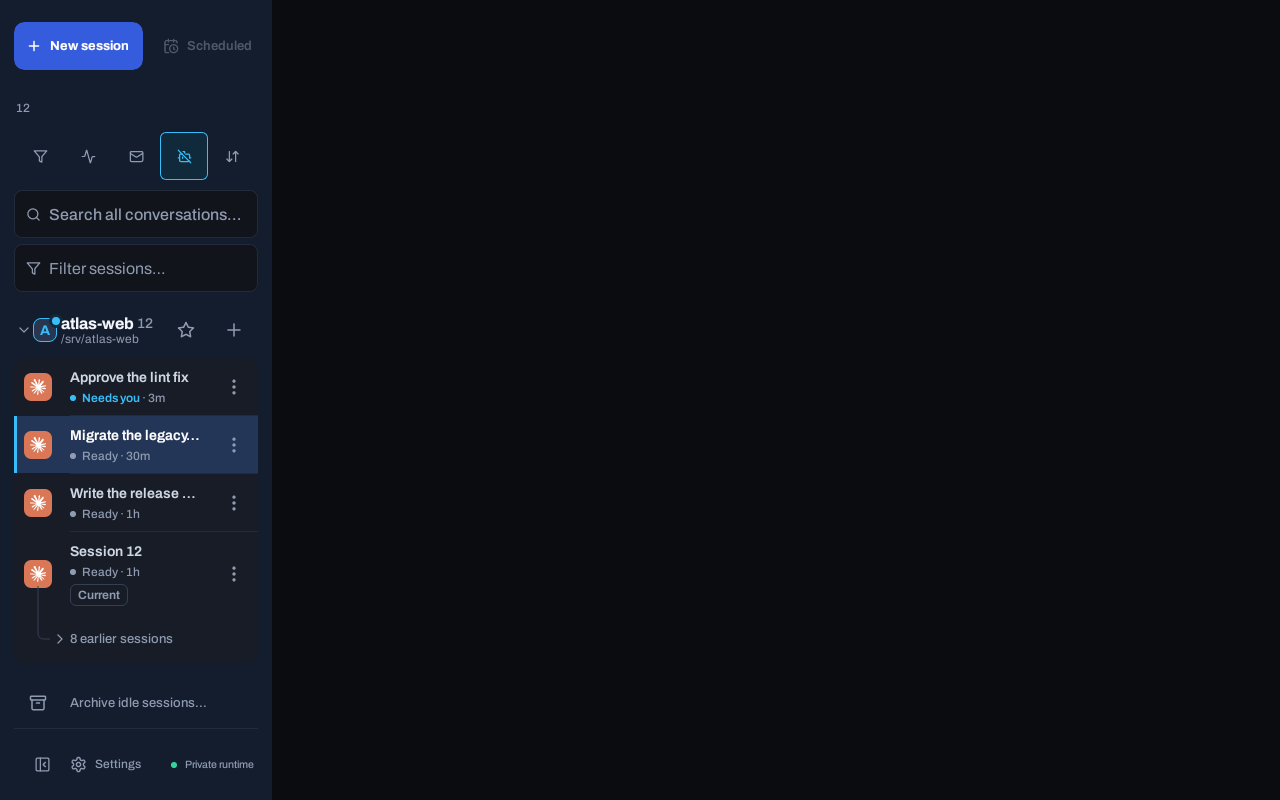 New session
Scheduled
12
Search all conversations...
Filter sessions...
A
atlas-web 12
/srv/atlas-web
Approve the lint fix
Needs you · 3m
Migrate the legacy...
Ready · 30m
Write the release ...
Ready · 1h
Session 12
Ready · 1h
Current
8 earlier sessions
Archive idle sessions...
Settings
Private runtime